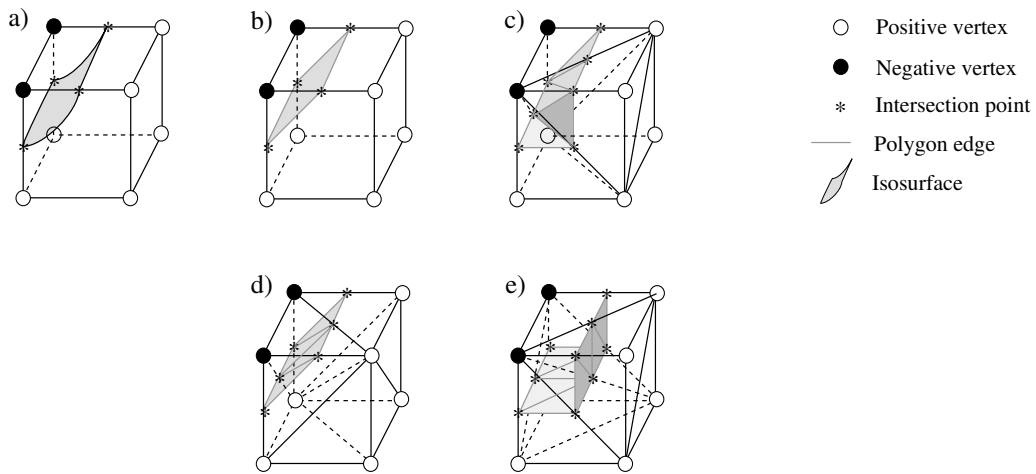 a)
b)
c)
Positive vertex
Negative vertex
Intersection point
Polygon edge
Isosurface
d)
e)